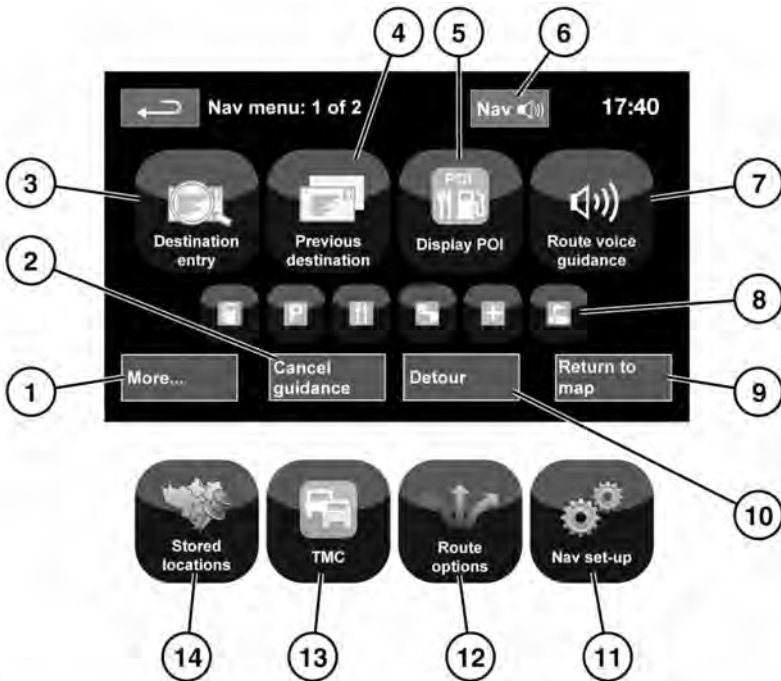 4 5 6
Nav menu: 1 of 2 Nav 17:40
3 7
POI
Destination
entry
Previous
destination
Display POI
Route voice
guidance
2
P
8
More...
Cancel
guidance
Detour
Return to
map
1 9
10
Stored
locations
TMC
Route
options
Nav set-up
14 13 12 11